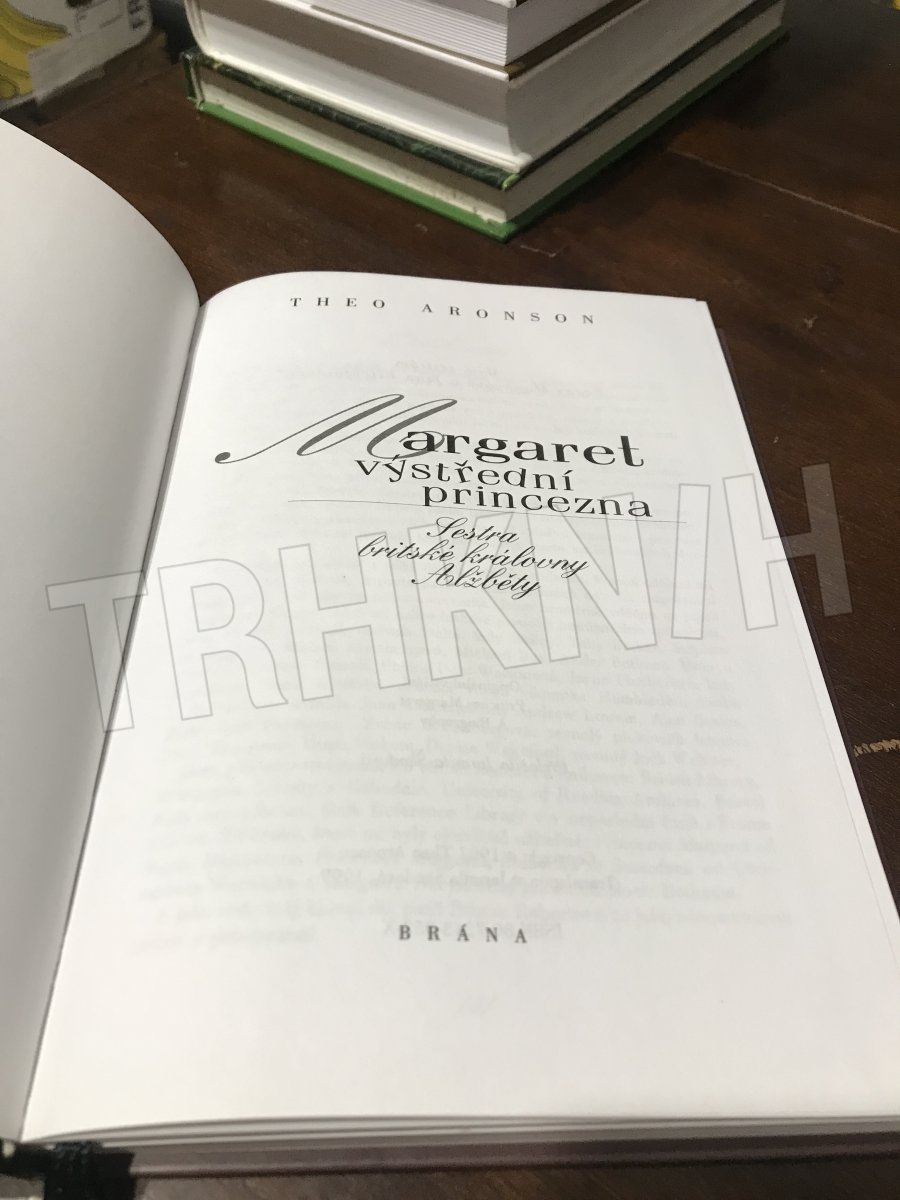 THEO ARONSON
Margaret
výstřední
princezna
Sestra
britské královny
Alžběty
TRHKNIH
BRÁNA